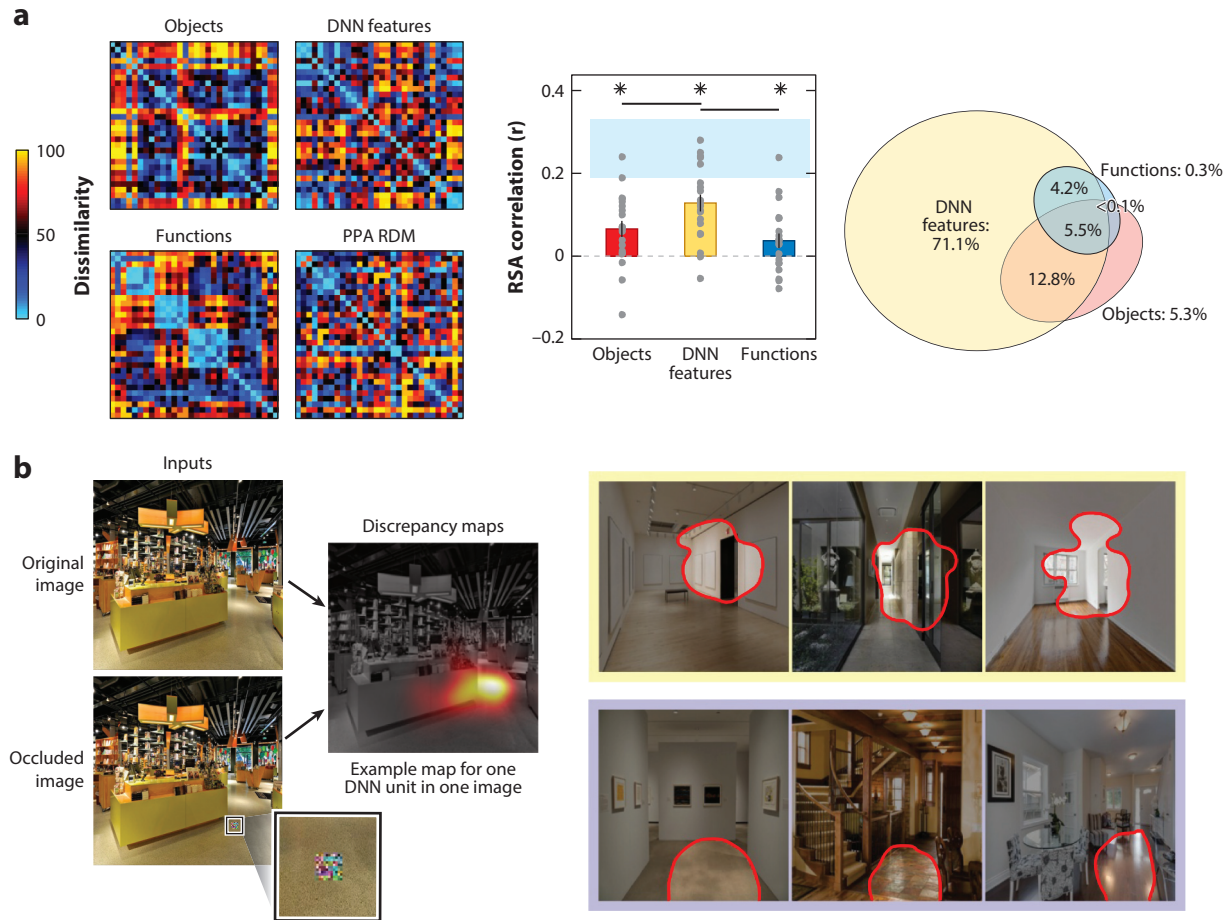 a
Objects
DNN features
Functions
PPA RDM
Dissimilarity
100
50
0
RSA correlation (r)
0.4
0.2
0
–0.2
*
*
*
Objects
DNN
features
Functions
DNN
features:
71.1%
4.2%
Functions: 0.3%
<0.1%
5.5%
12.8%
Objects: 5.3%
b
Inputs
Original
image
Occluded
image
Discrepancy maps
Example map for one
DNN unit in one image